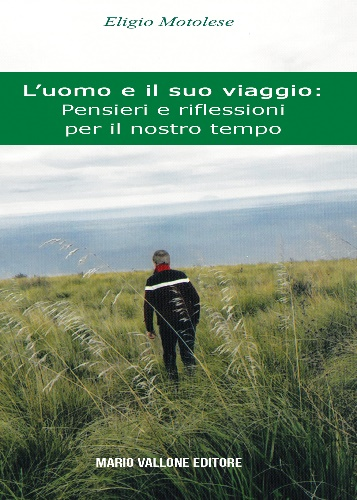 Eligio Motolese
L'uomo e il suo viaggio:
Pensieri e riflessioni
per il nostro tempo
MARIO VALLONE EDITORE